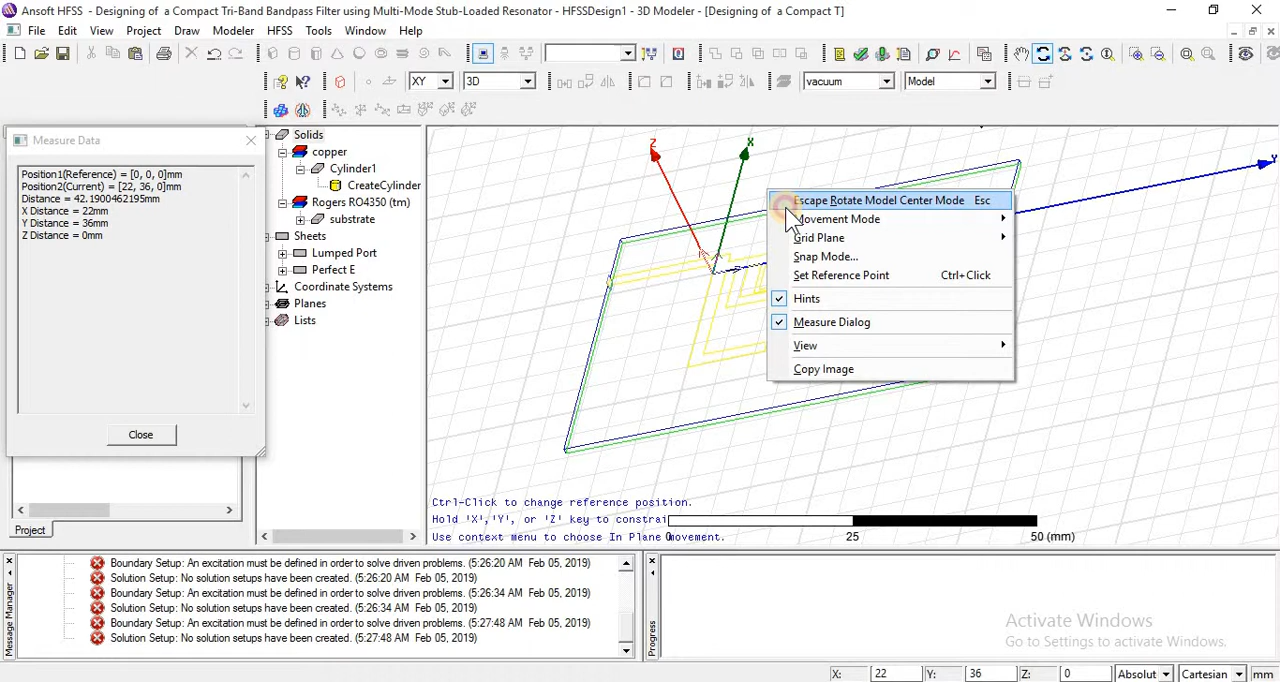 Ansoft HFSS - Designing of a Compact Tri-Band Bandpass Filter using Multi-Mode Stub-Loaded Resonator - HFSSDesign1 - 3D Modeler - [Designing of a Compact T]
File Edit View Project Draw Modeler HFSS Tools Window Help
XY 3D vacuum Model
Measure Data
Position1(Reference) = [0, 0, 0]mm
Position2(Current) = [22, 36, 0]mm
Distance = 42.1900462195mm
X Distance = 22mm
Y Distance = 36mm
Z Distance = 0mm
Close
Project
Solids
copper
Cylinder1
CreateCylinder
Rogers RO4350 (tm)
substrate
Sheets
Lumped Port
Perfect E
Coordinate Systems
Planes
Lists
Z
X
Y
Escape Rotate Model Center Mode Esc
Movement Mode
Grid Plane
Snap Mode...
Set Reference Point Ctrl+Click
Hints
Measure Dialog
View
Copy Image
Ctrl-Click to change reference position.
Hold 'X','Y', or 'Z' key to constrai
Use context menu to choose In Plane movement.
0 25 50 (mm)
Message Manager
Boundary Setup: An excitation must be defined in order to solve driven problems. (5:26:20 AM Feb 05, 2019)
Solution Setup: No solution setups have been created. (5:26:20 AM Feb 05, 2019)
Boundary Setup: An excitation must be defined in order to solve driven problems. (5:26:34 AM Feb 05, 2019)
Solution Setup: No solution setups have been created. (5:26:34 AM Feb 05, 2019)
Boundary Setup: An excitation must be defined in order to solve driven problems. (5:27:48 AM Feb 05, 2019)
Solution Setup: No solution setups have been created. (5:27:48 AM Feb 05, 2019)
Progress
Activate Windows
Go to Settings to activate Windows.
X: 22 Y: 36 Z: 0 Absolut Cartesian mm